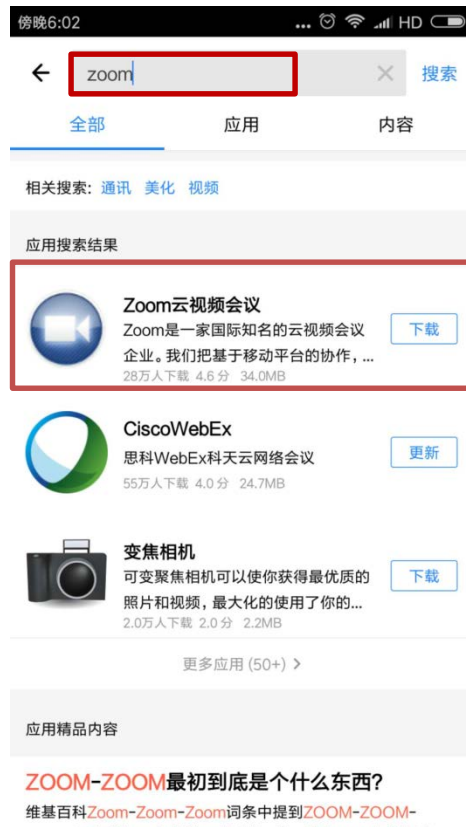 傍晚6:02 ... HD
zoom 搜索
全部 应用 内容
相关搜索: 通讯 美化 视频
应用搜索结果
Zoom云视频会议
Zoom是一家国际知名的云视频会议
企业。我们把基于移动平台的协作，...
28万人下载 4.6分 34.0MB
下载
CiscoWebEx
思科WebEx科天云网络会议
55万人下载 4.0分 24.7MB
更新
变焦相机
可变聚焦相机可以使你获得最优质的
照片和视频，最大化的使用了你的...
2.0万人下载 2.0分 2.2MB
下载
更多应用 (50+) >
应用精品内容
ZOOM-ZOOM最初到底是个什么东西?
维基百科Zoom-Zoom-Zoom词条中提到ZOOM-ZOOM-